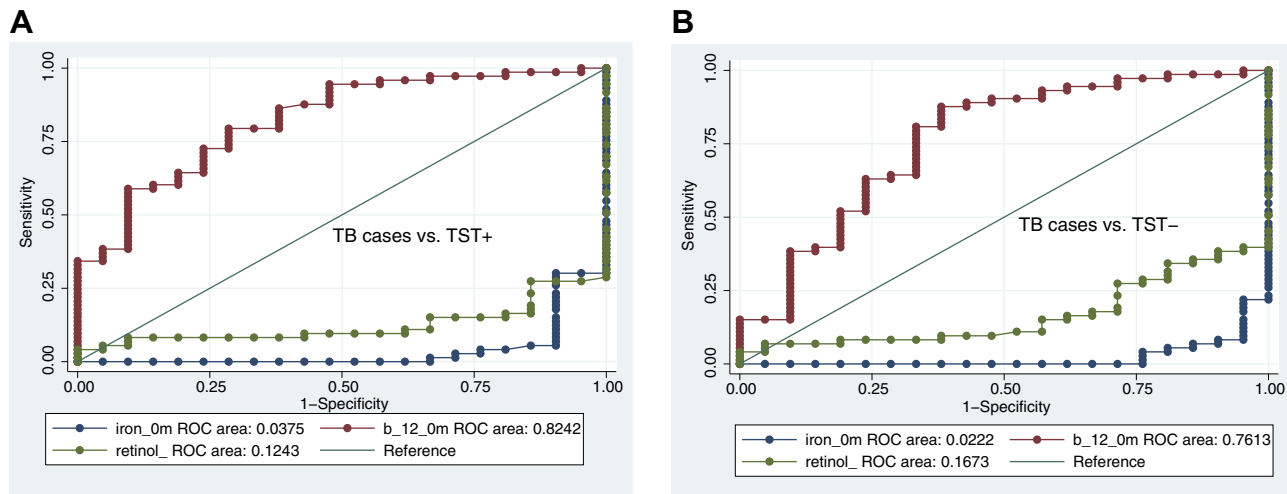 A
1.00
0.75
0.50
0.25
0.00
Sensitivity
TB cases vs. TST+
0.00 0.25 0.50 0.75 1.00
1−Specificity
iron_0m ROC area: 0.0375 b_12_0m ROC area: 0.8242
retinol_ ROC area: 0.1243 Reference
B
1.00
0.75
0.50
0.25
0.00
Sensitivity
TB cases vs. TST−
0.00 0.25 0.50 0.75 1.00
1−Specificity
iron_0m ROC area: 0.0222 b_12_0m ROC area: 0.7613
retinol_ ROC area: 0.1673 Reference